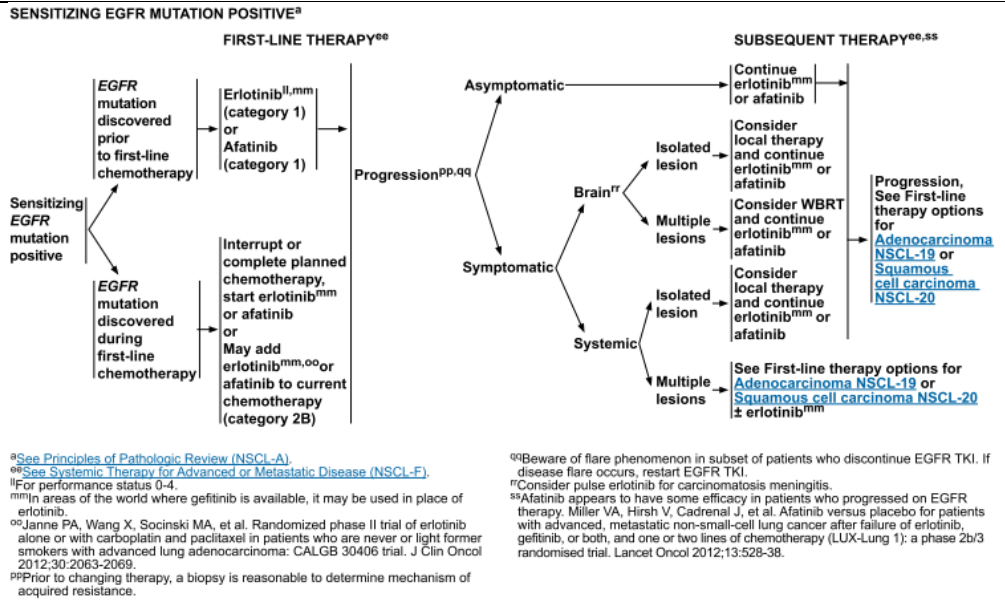 SENSITIZING EGFR MUTATION POSITIVEᵃ
FIRST-LINE THERAPYᵉᵉ
SUBSEQUENT THERAPYᵉᵉ,ˢˢ
Sensitizing
EGFR
mutation
positive
EGFR
mutation
discovered
prior
to first-line
chemotherapy
Erlotinibˡˡ,ᵐᵐ
(category 1)
or
Afatinib
(category 1)
EGFR
mutation
discovered
during
first-line
chemotherapy
Interrupt or
complete planned
chemotherapy,
start erlotinibᵐᵐ
or afatinib
or
May add
erlotinibᵐᵐ,ᵒᵒor
afatinib to current
chemotherapy
(category 2B)
Progressionᵖᵖ,qq
Asymptomatic
Continue
erlotinibᵐᵐ
or afatinib
Symptomatic
Brainʳʳ
Isolated
lesion
Consider
local therapy
and continue
erlotinibᵐᵐ or
afatinib
Multiple
lesions
Consider WBRT
and continue
erlotinibᵐᵐ or
afatinib
Systemic
Isolated
lesion
Consider
local therapy
and continue
erlotinibᵐᵐ or
afatinib
Multiple
lesions
See First-line therapy options for
Adenocarcinoma NSCL-19 or
Squamous cell carcinoma NSCL-20
± erlotinibᵐᵐ
Progression,
See First-line
therapy options
for
Adenocarcinoma
NSCL-19 or
Squamous
cell carcinoma
NSCL-20
ᵃSee Principles of Pathologic Review (NSCL-A).
ᵉᵉSee Systemic Therapy for Advanced or Metastatic Disease (NSCL-F).
ˡˡFor performance status 0-4.
ᵐᵐIn areas of the world where gefitinib is available, it may be used in place of
erlotinib.
ᵒᵒJanne PA, Wang X, Socinski MA, et al. Randomized phase II trial of erlotinib
alone or with carboplatin and paclitaxel in patients who are never or light former
smokers with advanced lung adenocarcinoma: CALGB 30406 trial. J Clin Oncol
2012;30:2063-2069.
ᵖᵖPrior to changing therapy, a biopsy is reasonable to determine mechanism of
acquired resistance.
qqBeware of flare phenomenon in subset of patients who discontinue EGFR TKI. If
disease flare occurs, restart EGFR TKI.
ʳʳConsider pulse erlotinib for carcinomatosis meningitis.
ˢˢAfatinib appears to have some efficacy in patients who progressed on EGFR
therapy. Miller VA, Hirsh V, Cadrenal J, et al. Afatinib versus placebo for patients
with advanced, metastatic non-small-cell lung cancer after failure of erlotinib,
gefitinib, or both, and one or two lines of chemotherapy (LUX-Lung 1): a phase 2b/3
randomised trial. Lancet Oncol 2012;13:528-38.